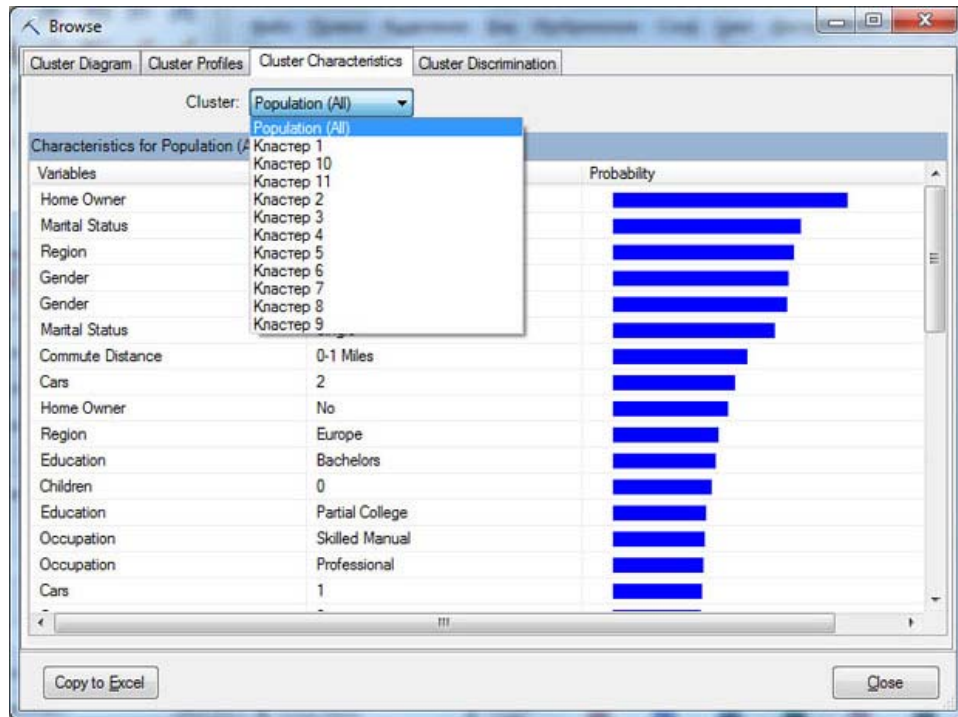 Browse
Cluster Diagram Cluster Profiles Cluster Characteristics Cluster Discrimination
Cluster: Population (All)
Population (All)
Кластер 1
Кластер 10
Кластер 11
Кластер 2
Кластер 3
Кластер 4
Кластер 5
Кластер 6
Кластер 7
Кластер 8
Кластер 9
Characteristics for Population (A
Variables Probability
Home Owner
Marital Status
Region
Gender
Gender
Marital Status
Commute Distance 0-1 Miles
Cars 2
Home Owner No
Region Europe
Education Bachelors
Children 0
Education Partial College
Occupation Skilled Manual
Occupation Professional
Cars 1
Copy to Excel Close